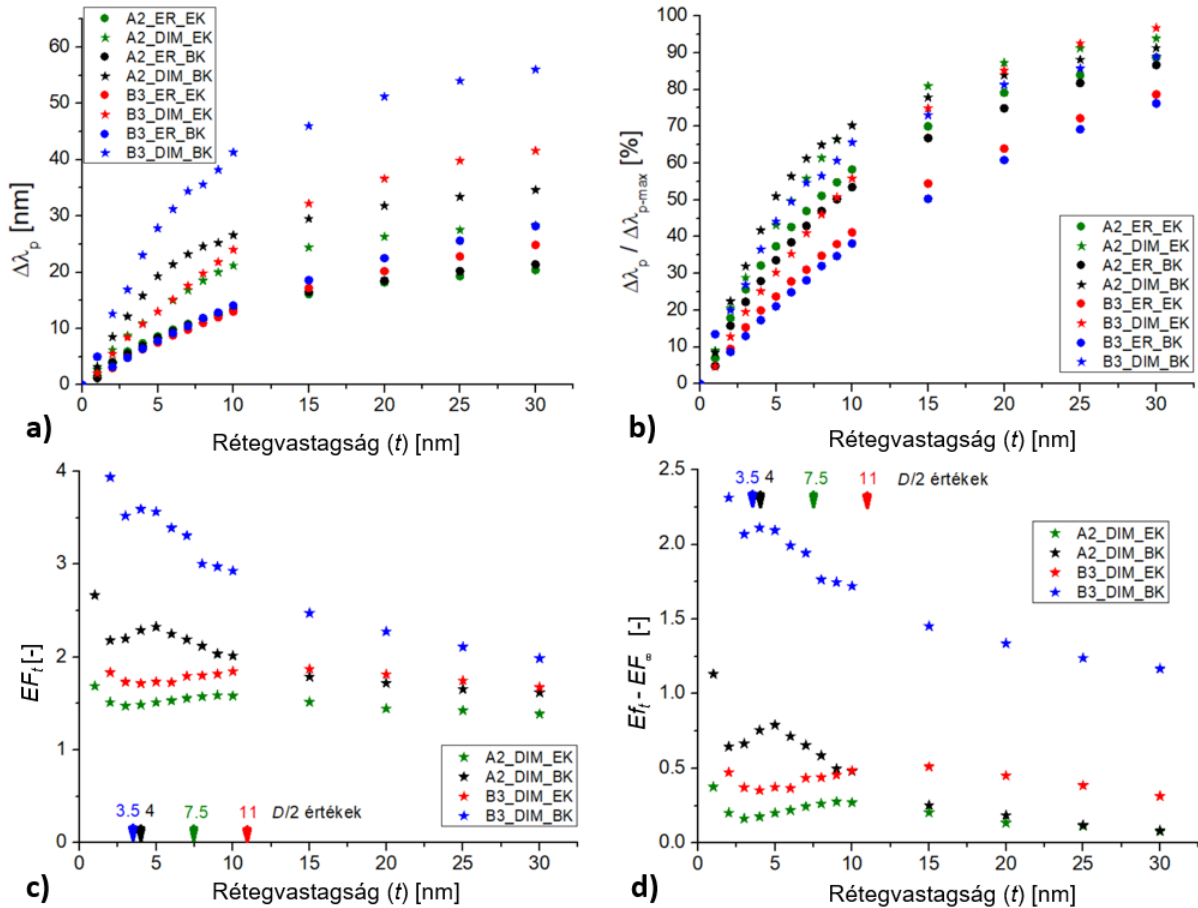 A2_ER_EK
A2_DIM_EK
A2_ER_BK
A2_DIM_BK
B3_ER_EK
B3_DIM_EK
B3_ER_BK
B3_DIM_BK
60
50
40
30
20
10
0
Δλp [nm]
0 5 10 15 20 25 30
Rétegvastagság (t) [nm]
a)
100
90
80
70
60
50
40
30
20
10
0
Δλp / Δλp-max [%]
A2_ER_EK
A2_DIM_EK
A2_ER_BK
A2_DIM_BK
B3_ER_EK
B3_DIM_EK
B3_ER_BK
B3_DIM_BK
0 5 10 15 20 25 30
Rétegvastagság (t) [nm]
b)
4
3
2
1
0
EFt [-]
A2_DIM_EK
A2_DIM_BK
B3_DIM_EK
B3_DIM_BK
3.5 4 7.5 11 D/2 értékek
0 5 10 15 20 25 30
Rétegvastagság (t) [nm]
c)
2.5
2.0
1.5
1.0
0.5
0.0
Eft - EF∞ [-]
3.5 4 7.5 11 D/2 értékek
A2_DIM_EK
A2_DIM_BK
B3_DIM_EK
B3_DIM_BK
0 5 10 15 20 25 30
Rétegvastagság (t) [nm]
d)